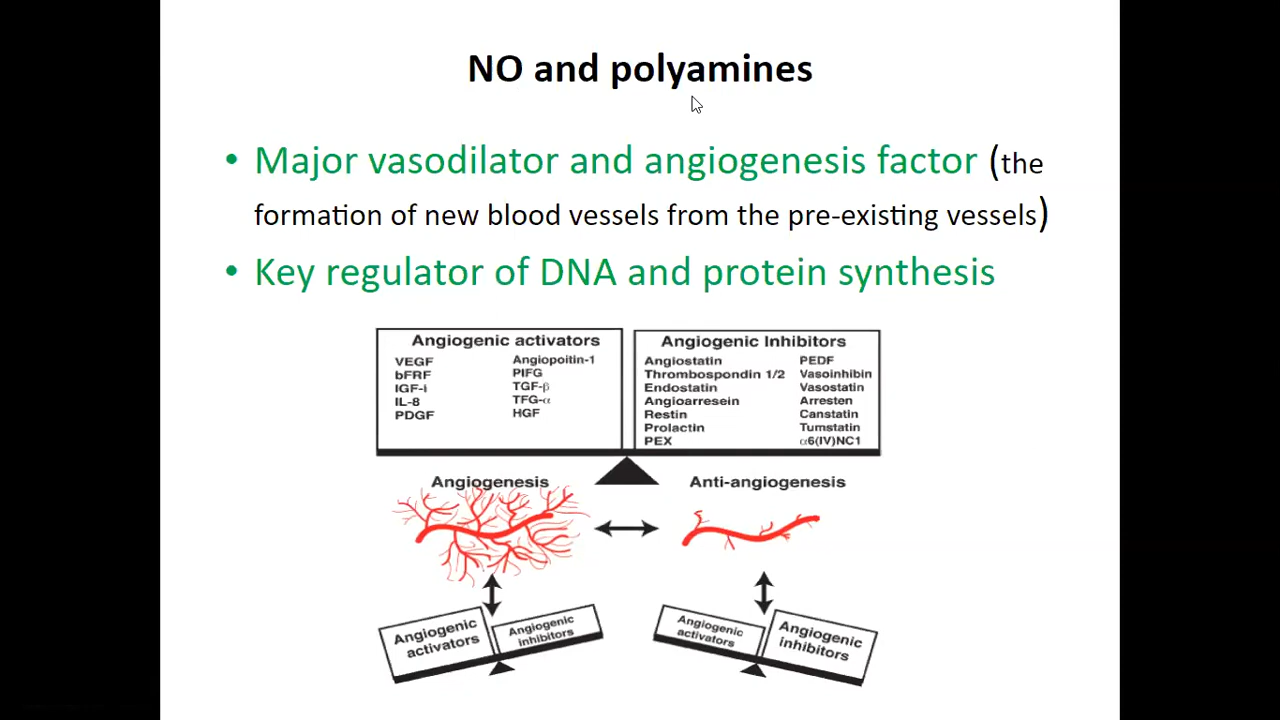 NO and polyamines
• Major vasodilator and angiogenesis factor (the
formation of new blood vessels from the pre-existing vessels)
• Key regulator of DNA and protein synthesis
Angiogenic activators
VEGF
bFRF
IGF-i
IL-8
PDGF
Angiopoitin-1
PIFG
TGF-β
TFG-α
HGF
Angiogenic Inhibitors
Angiostatin
Thrombospondin 1/2
Endostatin
Angioarresein
Restin
Prolactin
PEX
PEDF
Vasoinhibin
Vasostatin
Arresten
Canstatin
Tumstatin
α6(IV)NC1
Angiogenesis
Anti-angiogenesis
Angiogenic
activators
Angiogenic
inhibitors
Angiogenic
activators
Angiogenic
inhibitors